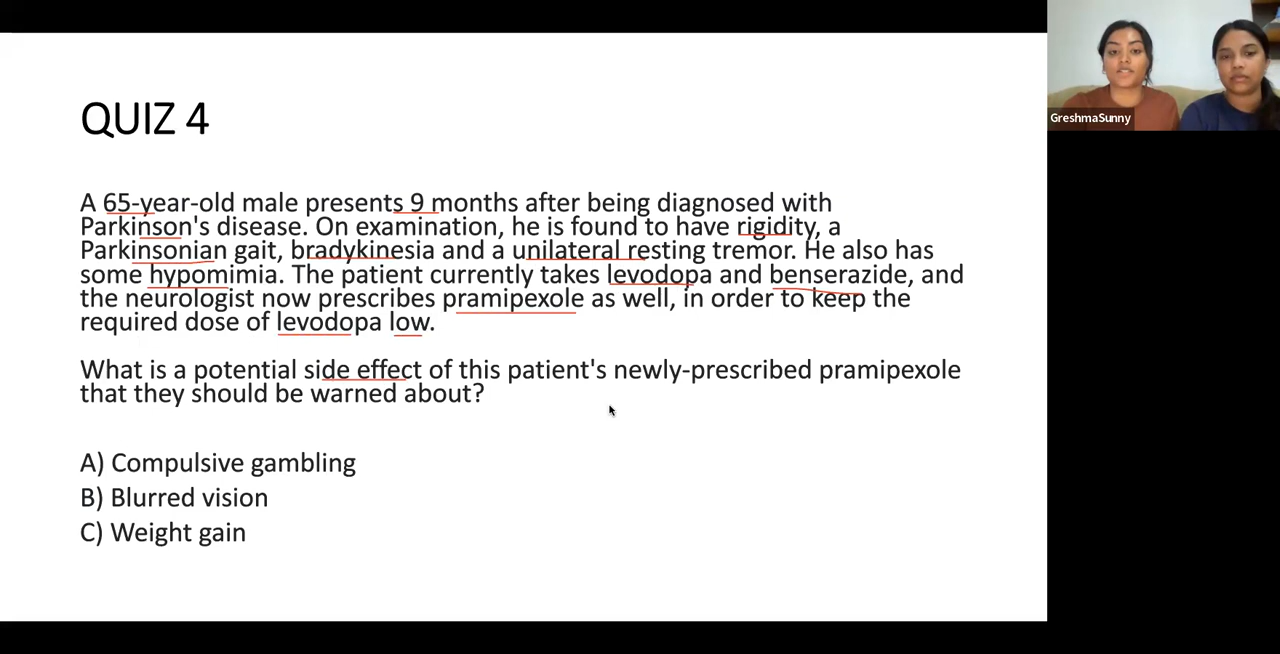 QUIZ 4
A 65-year-old male presents 9 months after being diagnosed with
Parkinson's disease. On examination, he is found to have rigidity, a
Parkinsonian gait, bradykinesia and a unilateral resting tremor. He also has
some hypomimia. The patient currently takes levodopa and benserazide, and
the neurologist now prescribes pramipexole as well, in order to keep the
required dose of levodopa low.
What is a potential side effect of this patient's newly-prescribed pramipexole
that they should be warned about?
A) Compulsive gambling
B) Blurred vision
C) Weight gain
GreshmaSunny